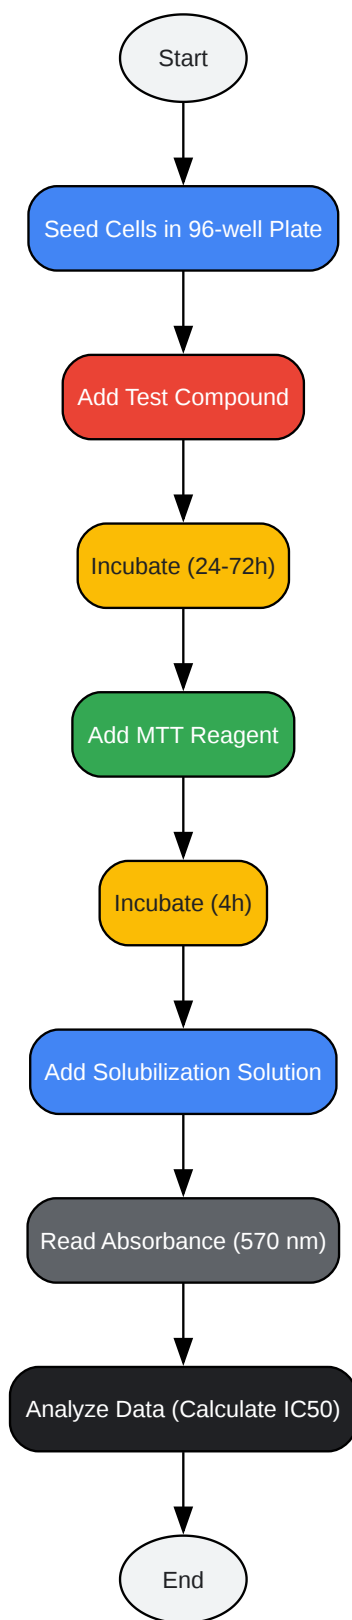 Start
Seed Cells in 96-well Plate
Add Test Compound
Incubate (24-72h)
Add MTT Reagent
Incubate (4h)
Add Solubilization Solution
Read Absorbance (570 nm)
Analyze Data (Calculate IC50)
End